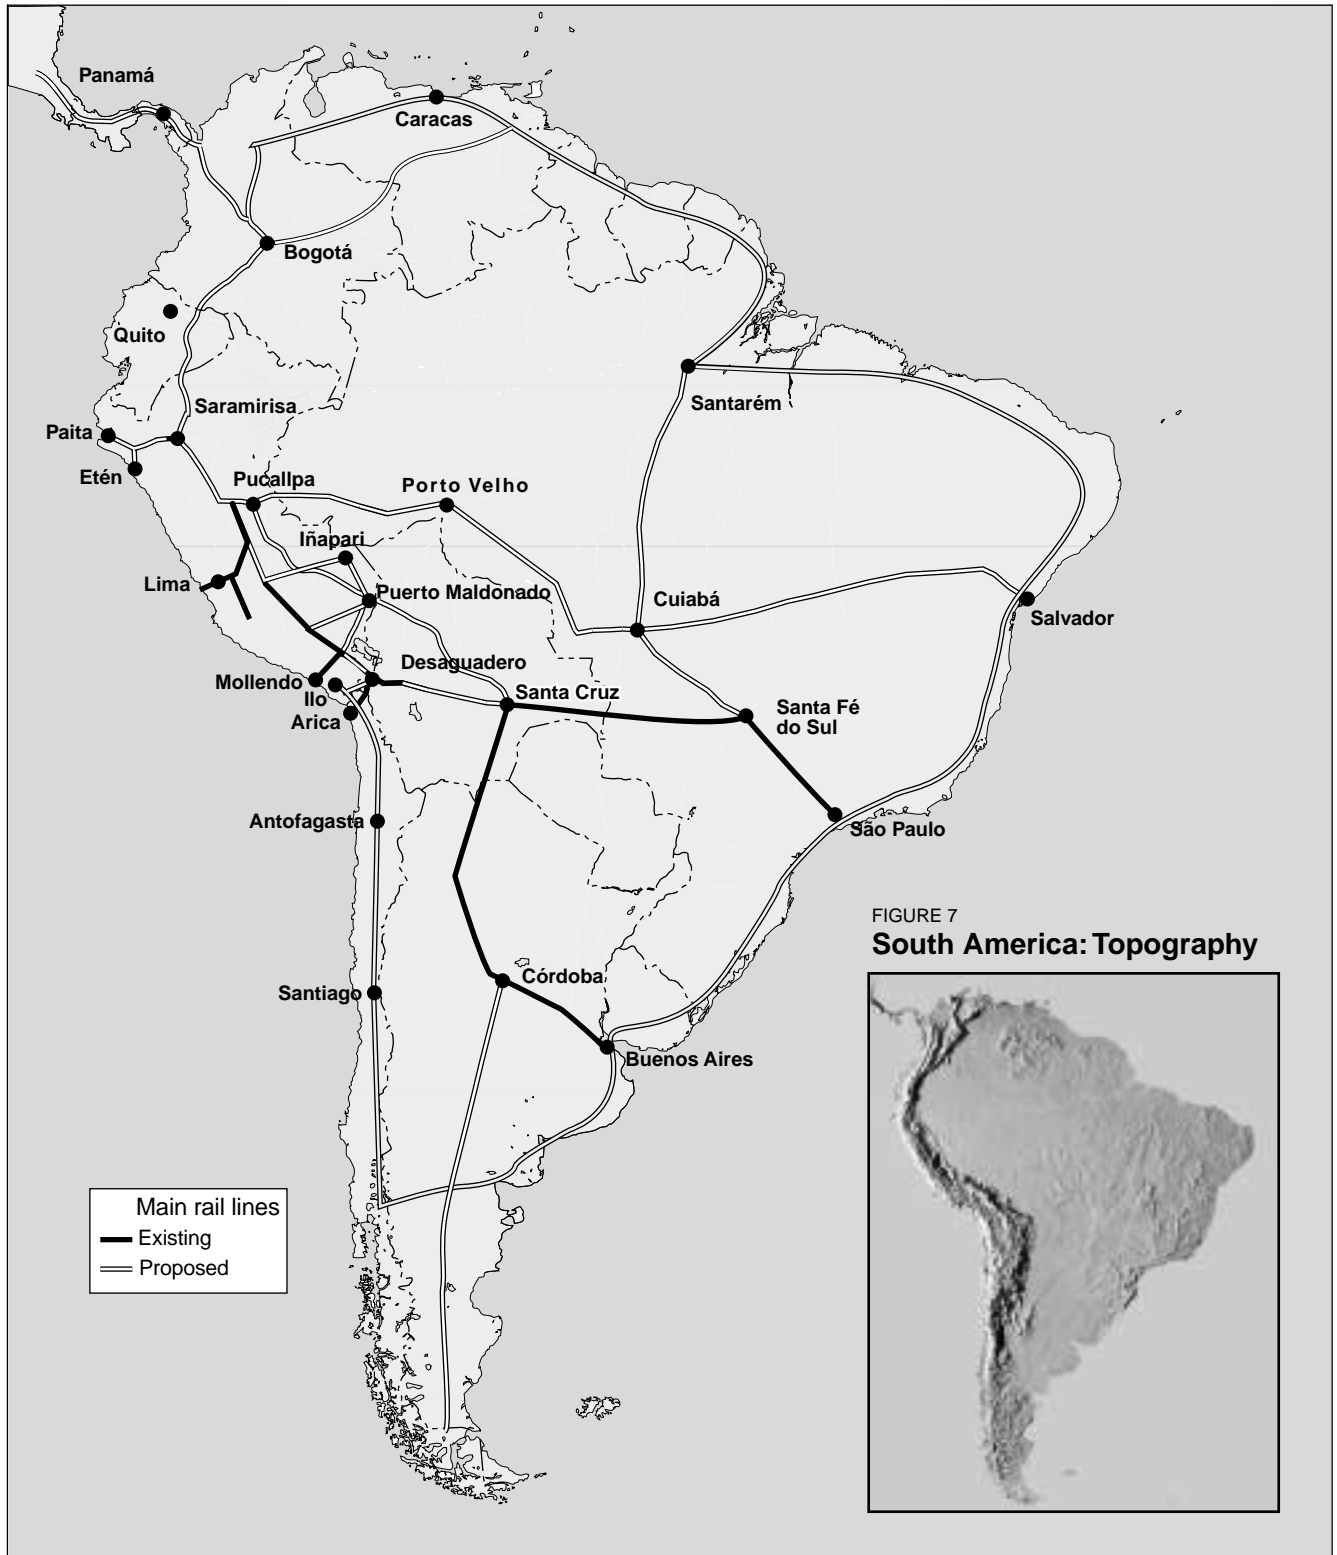 Panamá
Caracas
Bogotá
Quito
Santarém
Saramirisa
Paita
Etén
Pucallpa
Porto Velho
Iñapari
Lima
Puerto Maldonado
Cuiabá
Salvador
Desaguadero
Mollendo
Ilo
Santa Cruz
Arica
Santa Fé
do Sul
Antofagasta
São Paulo
FIGURE 7
South America: Topography
Córdoba
Santiago
Buenos Aires
Main rail lines
Existing
Proposed